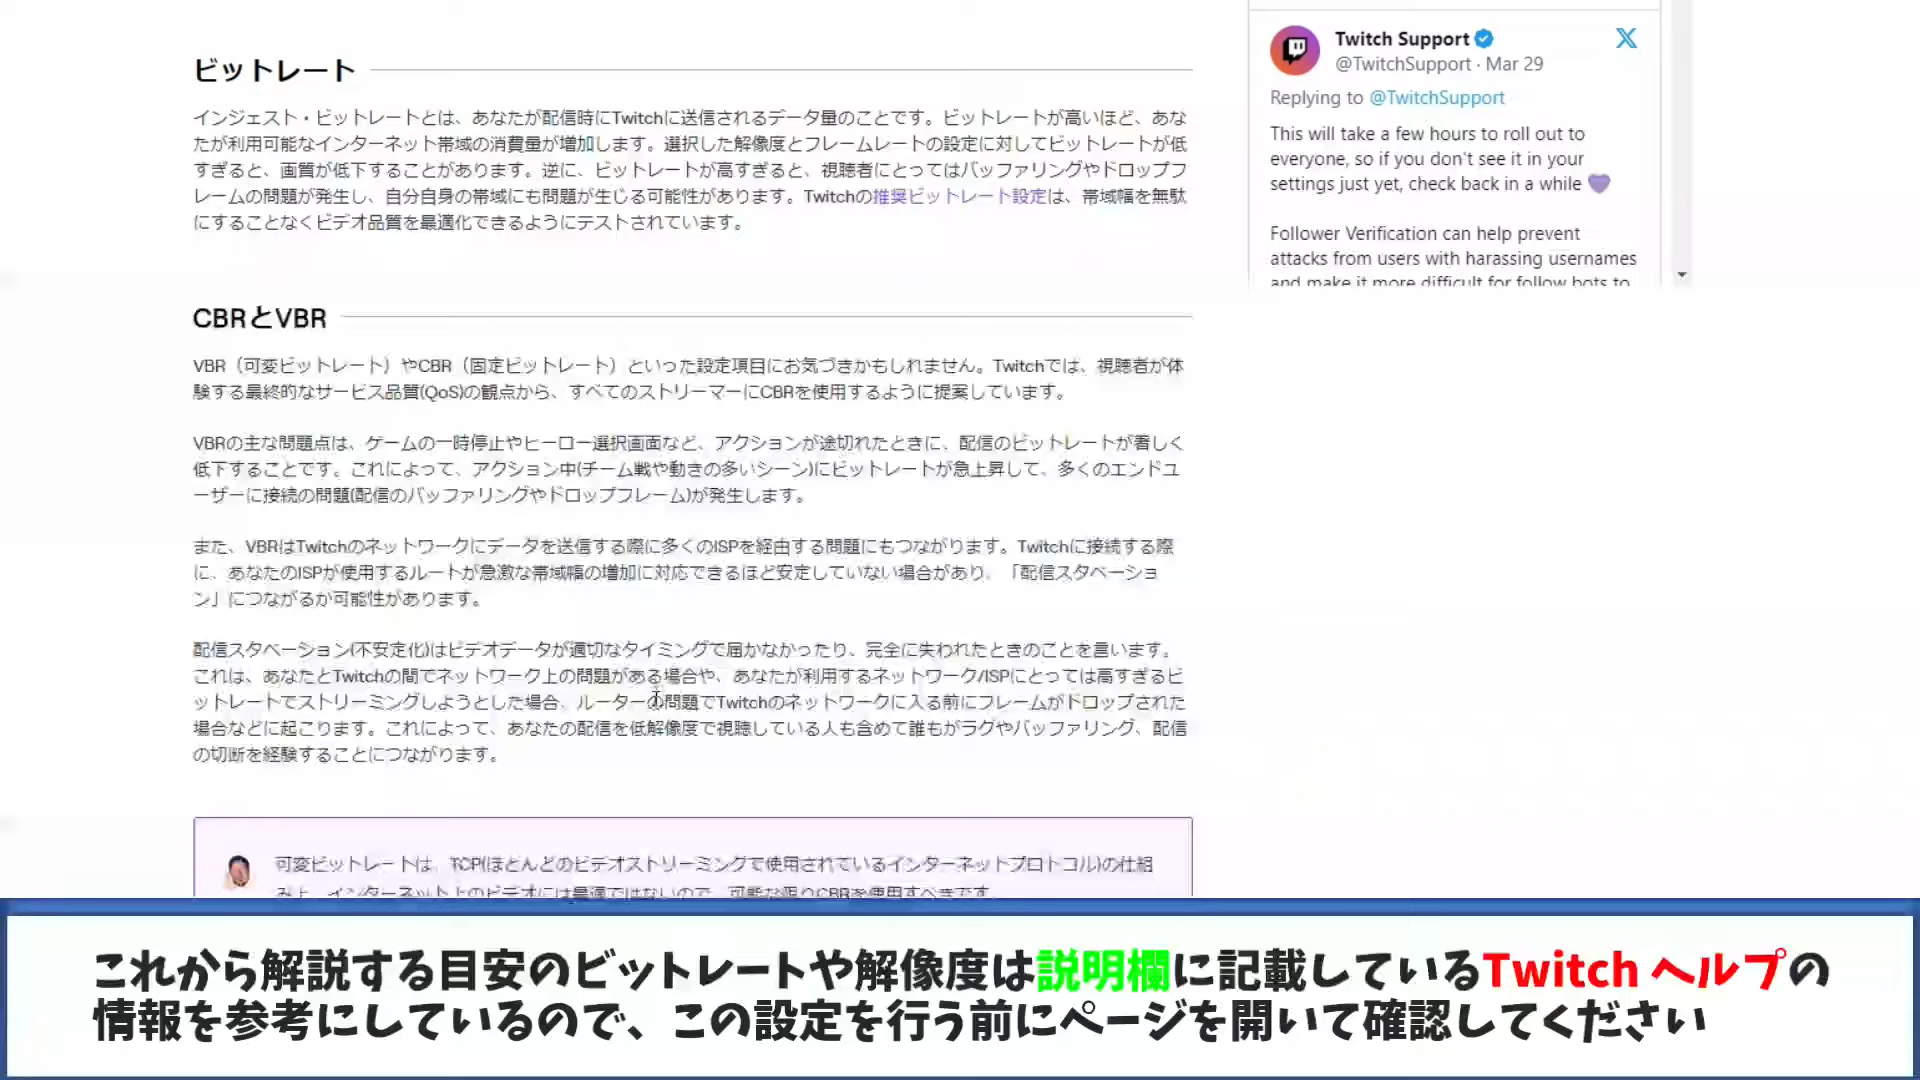 ビットレート
インジェスト・ビットレートとは、あなたが配信時にTwitchに送信されるデータ量のことです。ビットレートが高いほど、あな
たが利用可能なインターネット帯域の消費量が増加します。選択した解像度とフレームレートの設定に対してビットレートが低
すぎると、画質が低下することがあります。逆に、ビットレートが高すぎると、視聴者にとってはバッファリングやドロップフ
レームの問題が発生し、自分自身の帯域にも問題が生じる可能性があります。Twitchの推奨ビットレート設定は、帯域幅を無駄
にすることなくビデオ品質を最適化できるようにテストされています。
CBRとVBR
VBR（可変ビットレート）やCBR（固定ビットレート）といった設定項目にお気づきかもしれません。Twitchでは、視聴者が体
験する最終的なサービス品質(QoS)の観点から、すべてのストリーマーにCBRを使用するように提案しています。
VBRの主な問題点は、ゲームの一時停止やヒーロー選択画面など、アクションが途切れたときに、配信のビットレートが著しく
低下することです。これによって、アクション中(チーム戦や動きの多いシーン)にビットレートが急上昇して、多くのエンドユ
ーザーに接続の問題(配信のバッファリングやドロップフレーム)が発生します。
また、VBRはTwitchのネットワークにデータを送信する際に多くのISPを経由する問題にもつながります。Twitchに接続する際
に、あなたのISPが使用するルートが急激な帯域幅の増加に対応できるほど安定していない場合があり、「配信スタベーショ
ン」につながるか可能性があります。
配信スタベーション(不安定化)はビデオデータが適切なタイミングで届かなかったり、完全に失われたときのことを言います。
これは、あなたとTwitchの間でネットワーク上の問題がある場合や、あなたが利用するネットワーク/ISPにとっては高すぎるビ
ットレートでストリーミングしようとした場合、ルーターの問題でTwitchのネットワークに入る前にフレームがドロップされた
場合などに起こります。これによって、あなたの配信を低解像度で視聴している人も含めて誰もがラグやバッファリング、配信
の切断を経験することにつながります。
可変ビットレートは、TCP(ほとんどのビデオストリーミングで使用されているインターネットプロトコル)の仕組
み上、インターネット上のビデオには最適ではないので、可能な限りCBRを使用すべきです。
Twitch Support
@TwitchSupport · Mar 29
Replying to @TwitchSupport
This will take a few hours to roll out to
everyone, so if you don't see it in your
settings just yet, check back in a while
Follower Verification can help prevent
attacks from users with harassing usernames
and make it more difficult for follow bots to
これから解説する目安のビットレートや解像度は説明欄に記載しているTwitch ヘルプの
情報を参考にしているので、この設定を行う前にページを開いて確認してください